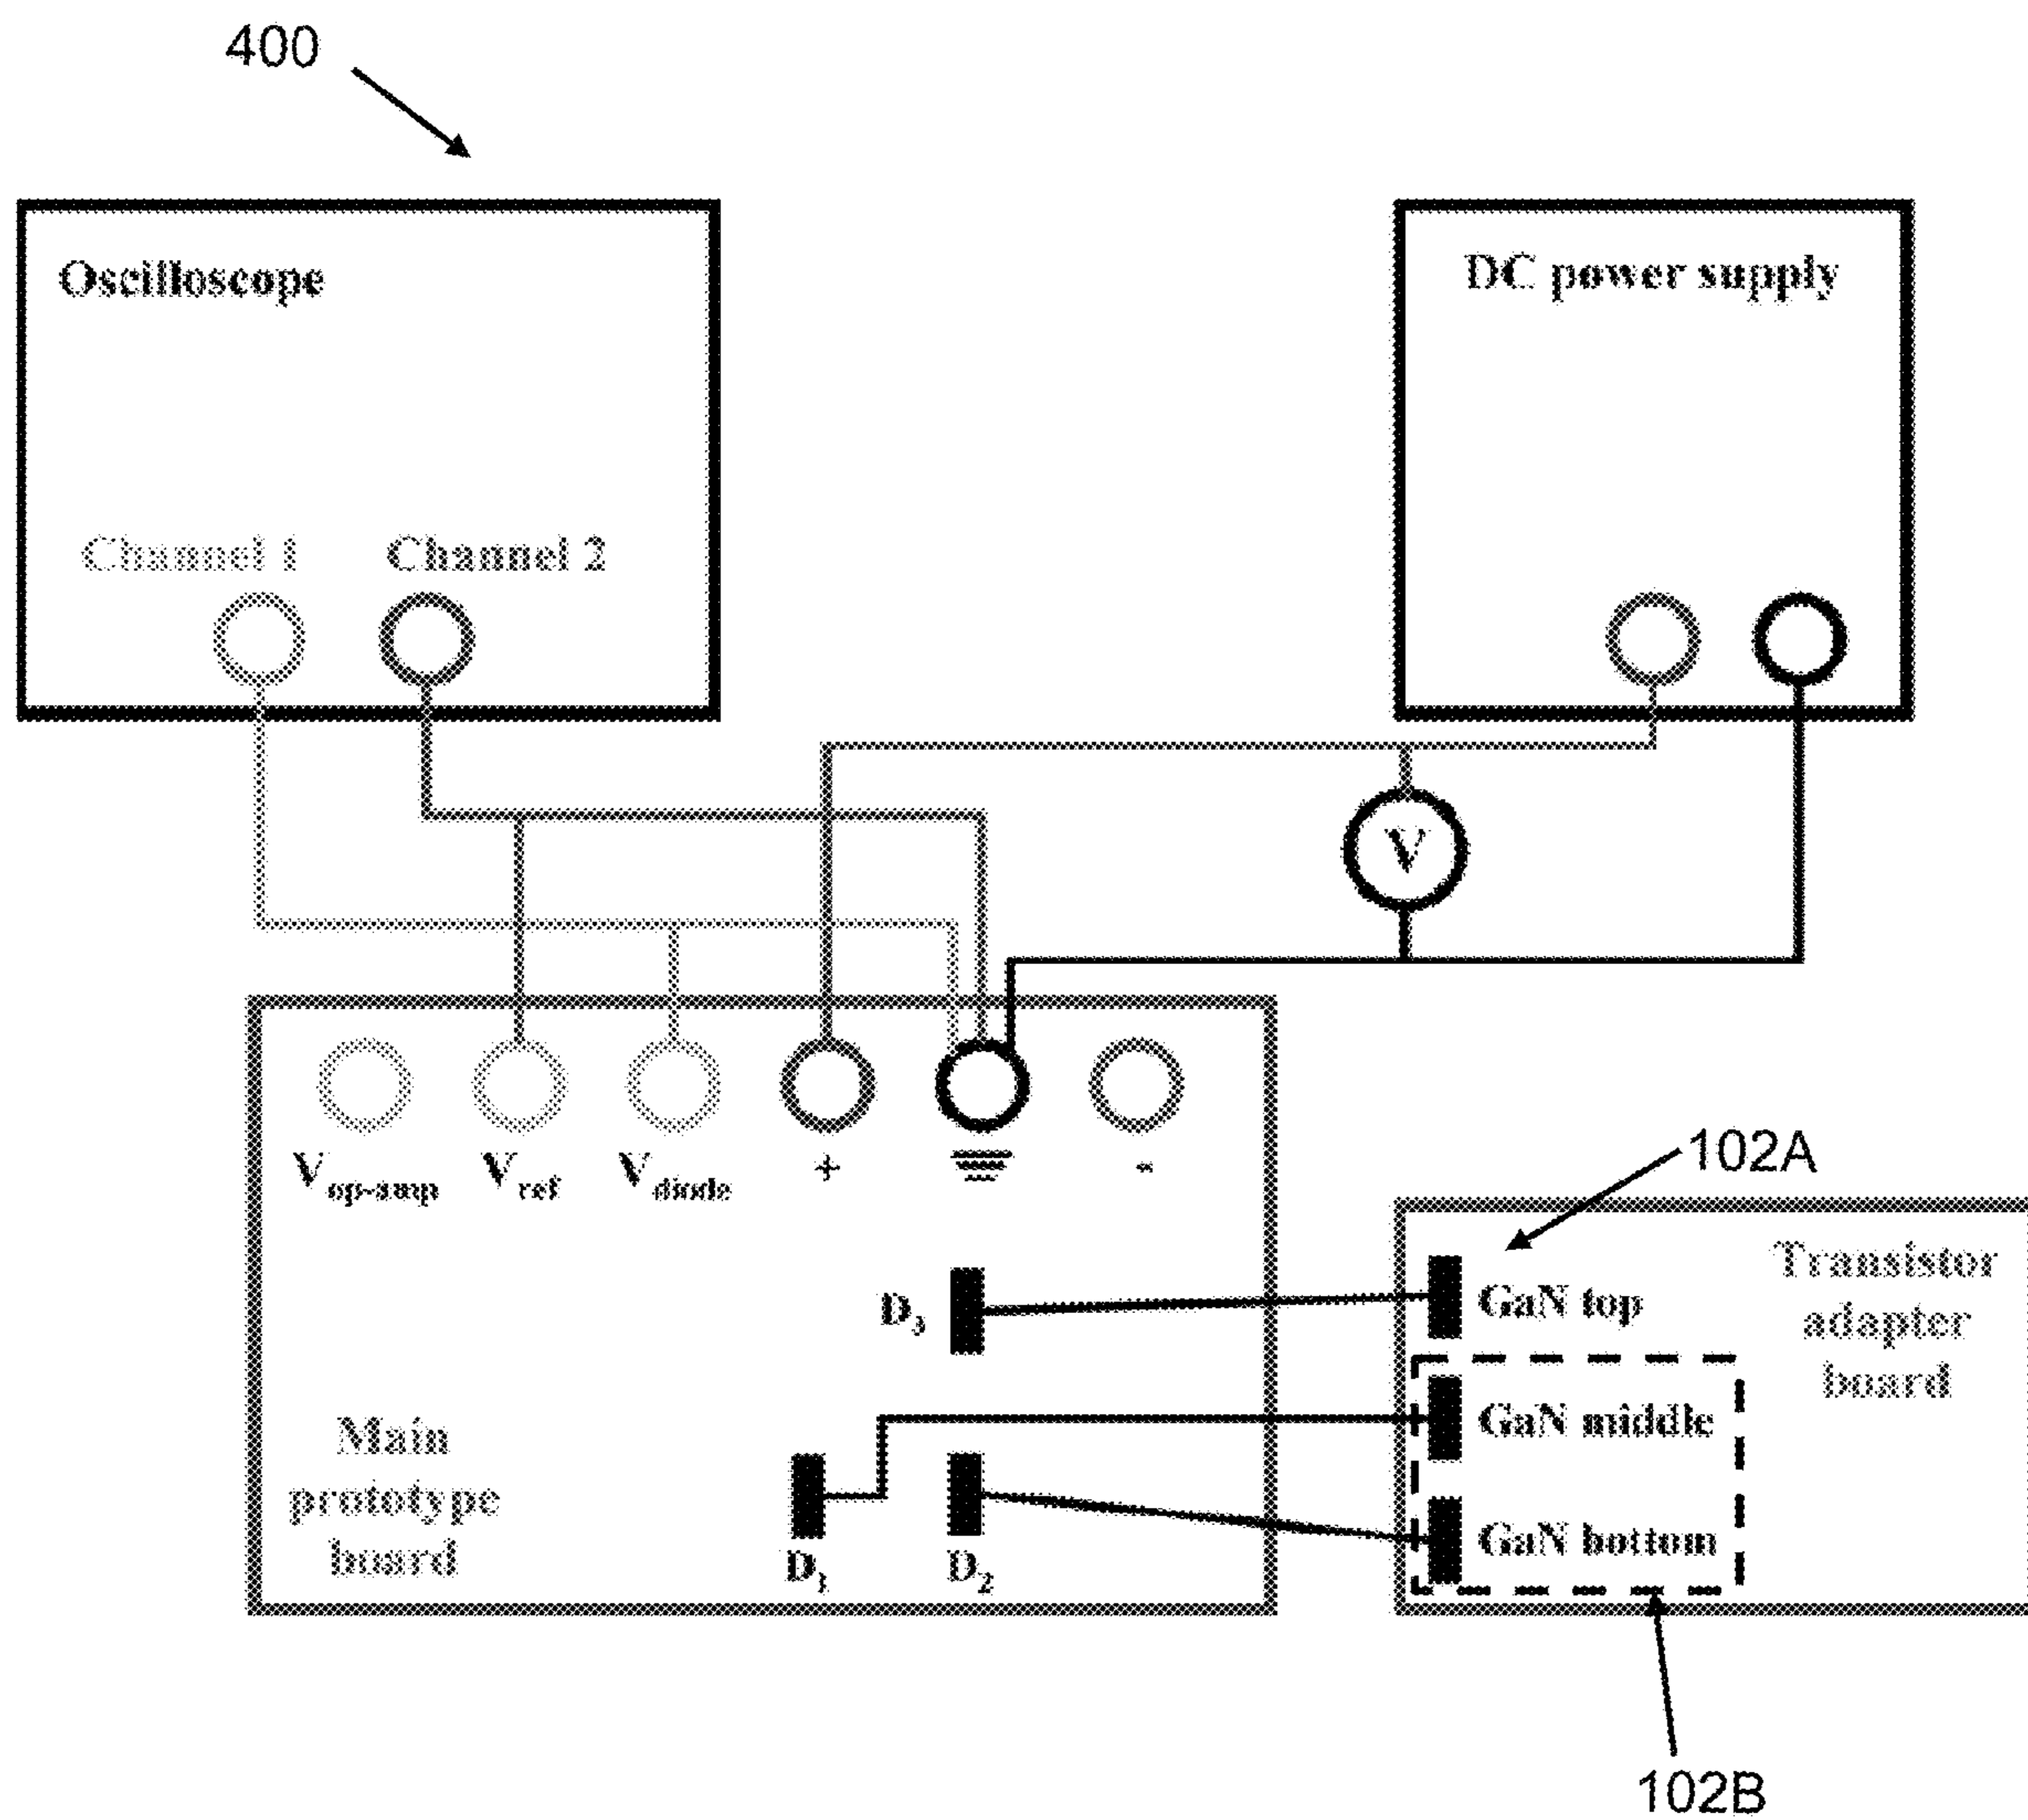 400
Oscilloscope
DC power supply
Channel 1
Channel 2
V
V op-amp
V ref
V diode
+
-
102A
D3
GaN top
Transistor
adapter
board
GaN middle
Main
prototype
board
D1
D2
GaN bottom
102B